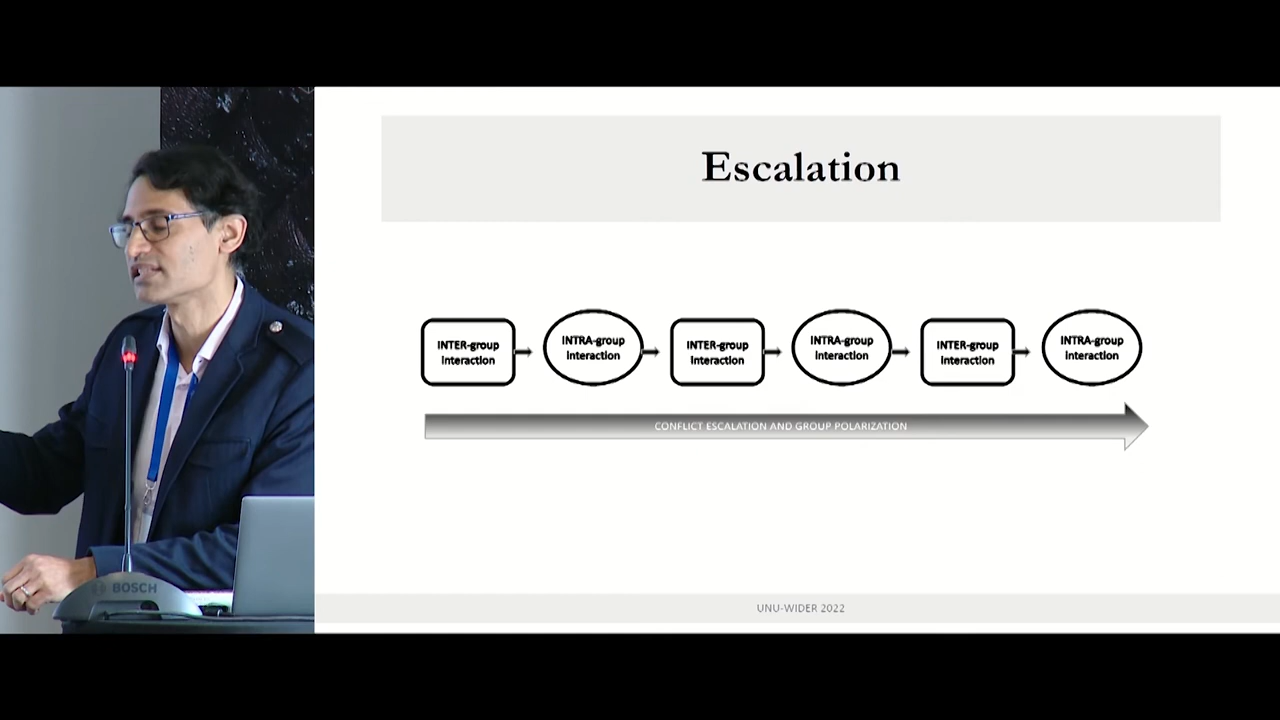 Escalation
INTER-group
interaction
INTRA-group
interaction
INTER-group
interaction
INTRA-group
interaction
INTER-group
interaction
INTRA-group
interaction
CONFLICT ESCALATION AND GROUP POLARIZATION
BOSCH
UNU-WIDER 2022